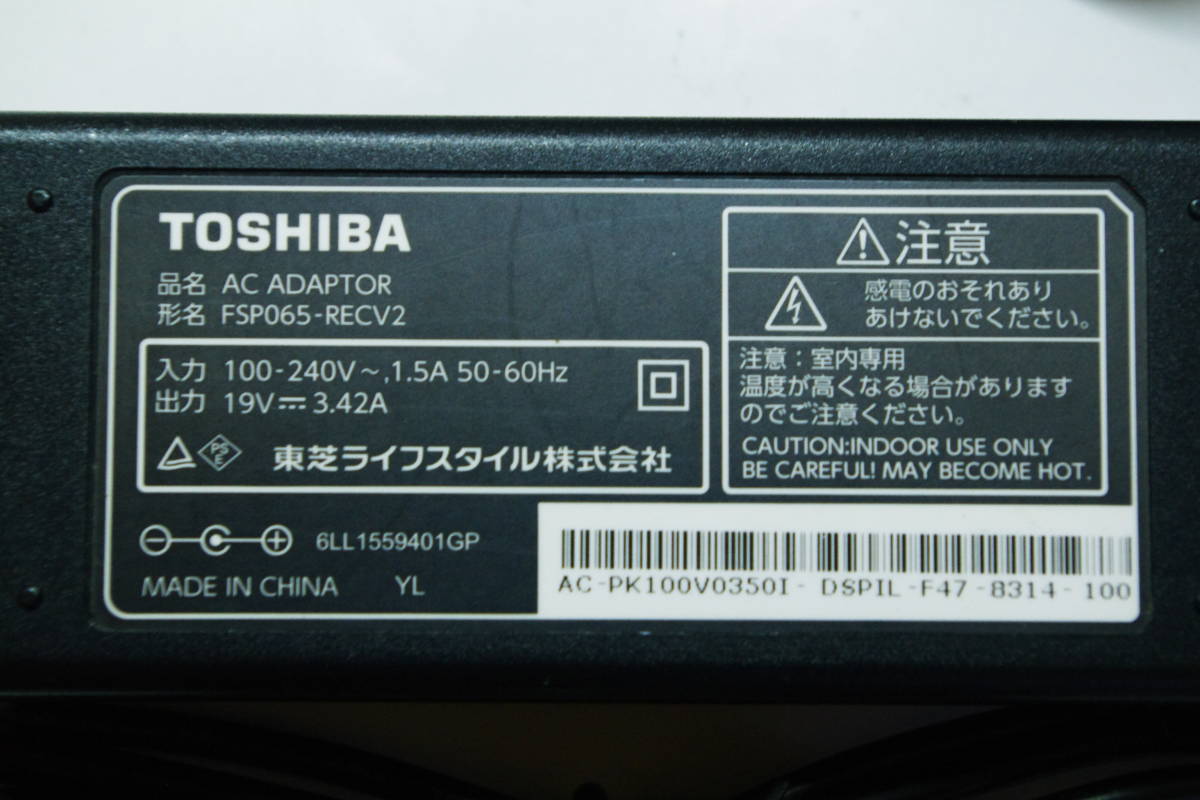 TOSHIBA
品名 AC ADAPTOR
形名 FSP065-RECV2
入力 100-240V～,1.5A 50-60Hz
出力 19V⎓3.42A
PSE 東芝ライフスタイル株式会社
6LL1559401GP
MADE IN CHINA YL
注意
感電のおそれあり
あけないでください。
注意：室内専用
温度が高くなる場合があります
のでご注意ください。
CAUTION:INDOOR USE ONLY
BE CAREFUL! MAY BECOME HOT.
AC-PK100V0350I- DSPIL-F47-8314-100